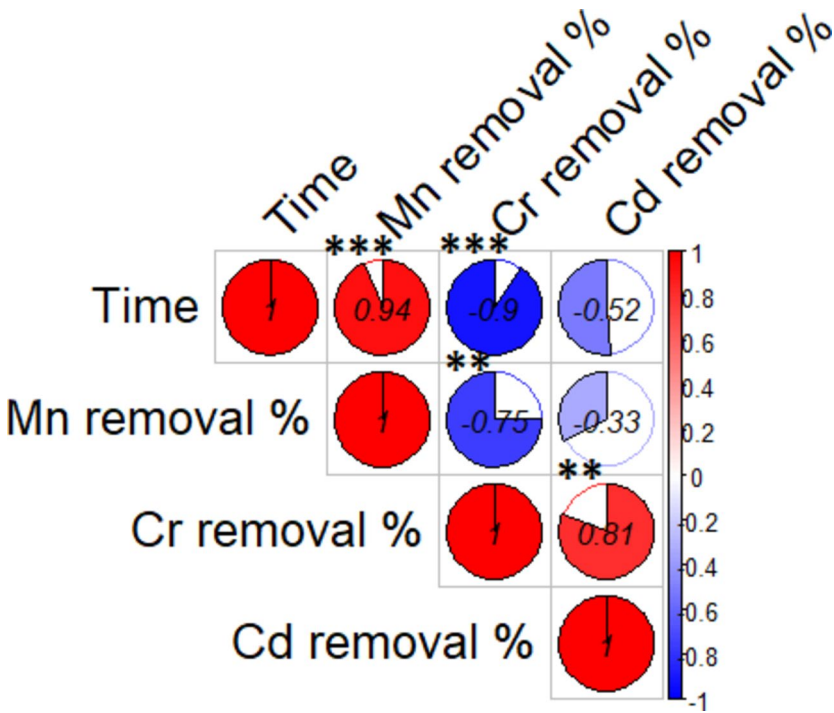 Time
Mn removal %
Cr removal %
Cd removal %
*** ***
Time 1 0.94 -0.9 -0.52
**
Mn removal % 1 -0.75 -0.33
**
Cr removal % 1 0.81
Cd removal % 1
1
0.8
0.6
0.4
0.2
0
-0.2
-0.4
-0.6
-0.8
-1